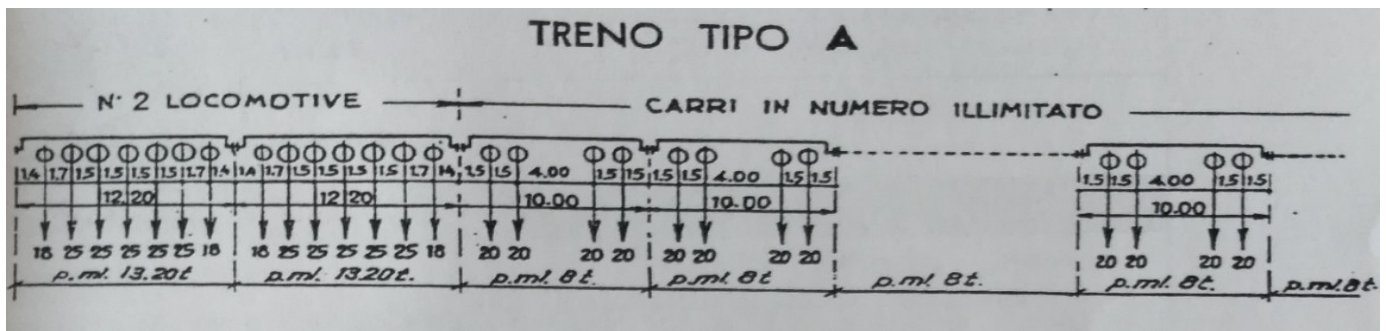 TRENO TIPO A
N. 2 LOCOMOTIVE CARRI IN NUMERO ILLIMITATO
1.4 1.7 1.5 1.5 1.5 1.5 1.7 1.4 1.4 1.7 1.5 1.5 1.5 1.5 1.7 1.4 1.5 1.5 4.00 1.5 1.5 1.5 1.5 4.00 1.5 1.5 1.5 1.5 4.00 1.5 1.5
12.20 12.20 10.00 10.00 10.00
18 25 25 25 25 25 18 18 25 25 25 25 25 18 20 20 20 20 20 20 20 20 20 20 20 20
p.ml. 13.20t. p.ml. 13.20t. p.ml. 8t. p.ml. 8t. p.ml. 8t. p.ml. 8t. p.ml. 8t.